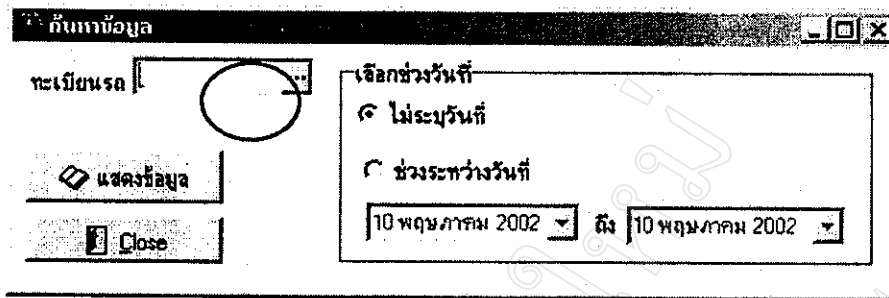 ค้นหาข้อมูล
ทะเบียนรถ
...
แสดงข้อมูล
Close
เลือกช่วงวันที่
ไม่ระบุวันที่
ช่วงระหว่างวันที่
10 พฤษภาคม 2002 ถึง 10 พฤษภาคม 2002